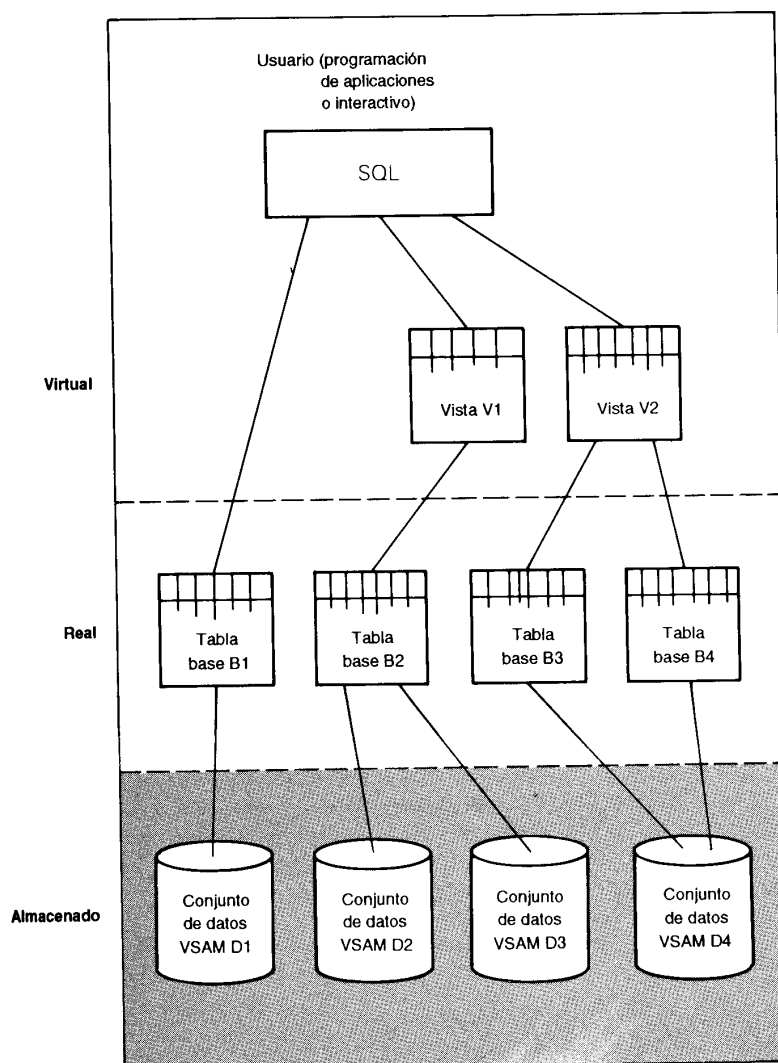 Usuario (programación
de aplicaciones
o interactivo)
SQL
Virtual
Vista V1
Vista V2
Real
Tabla
base B1
Tabla
base B2
Tabla
base B3
Tabla
base B4
Almacenado
Conjunto
de datos
VSAM D1
Conjunto
de datos
VSAM D2
Conjunto
de datos
VSAM D3
Conjunto
de datos
VSAM D4